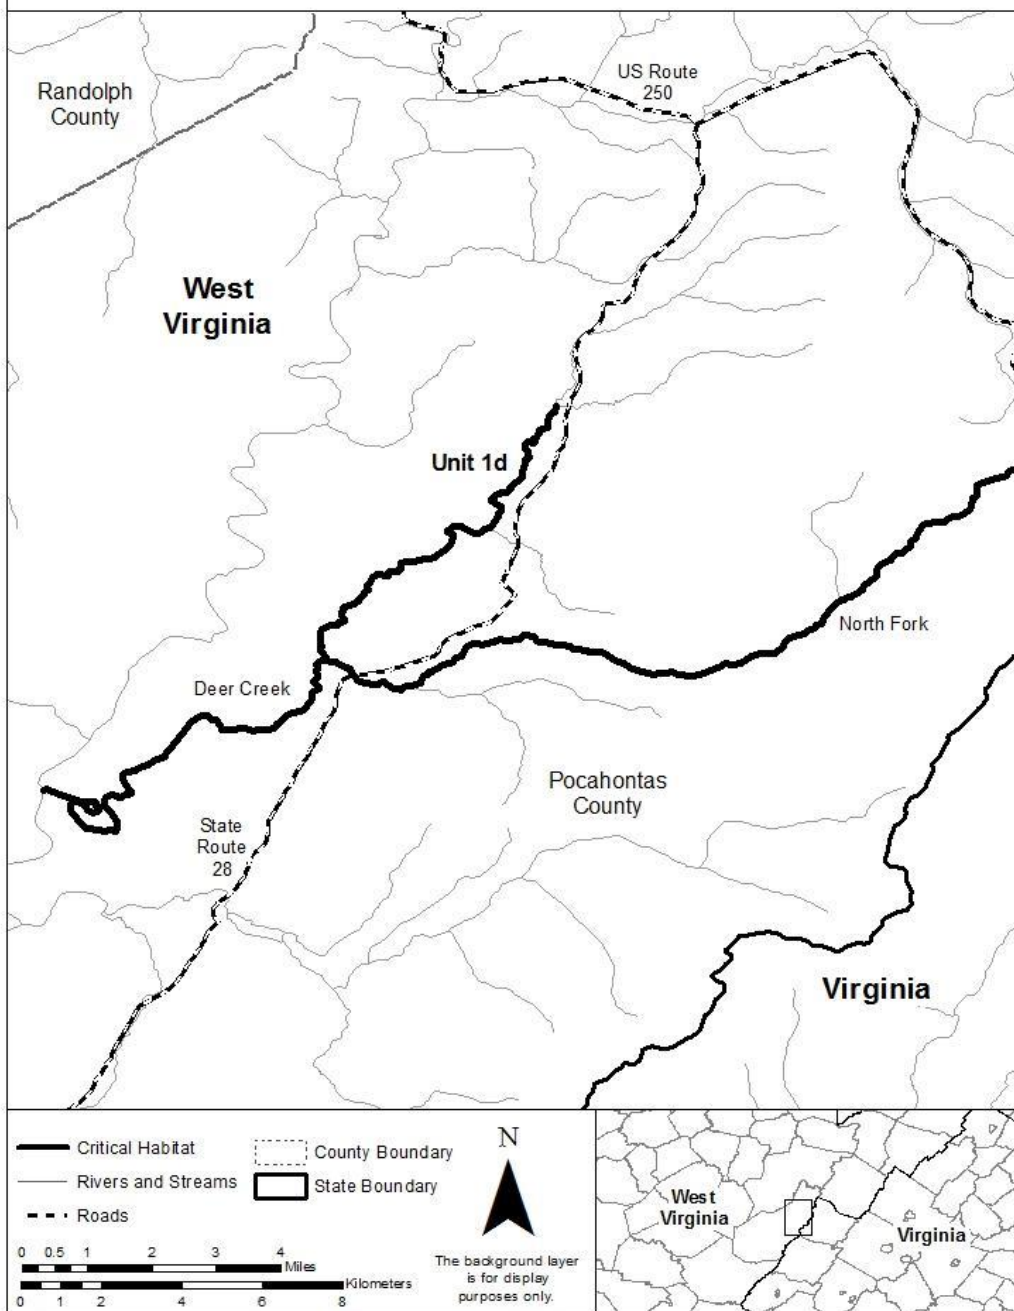 Randolph
County
US Route
250
West
Virginia
Unit 1d
North Fork
Deer Creek
Pocahontas
County
State
Route
28
Virginia
Critical Habitat
County Boundary
Rivers and Streams
State Boundary
Roads
0 0.5 1 2 3 4
Miles
Kilometers
0 1 2 4 6 8
N
The background layer
is for display
purposes only.
West
Virginia
Virginia